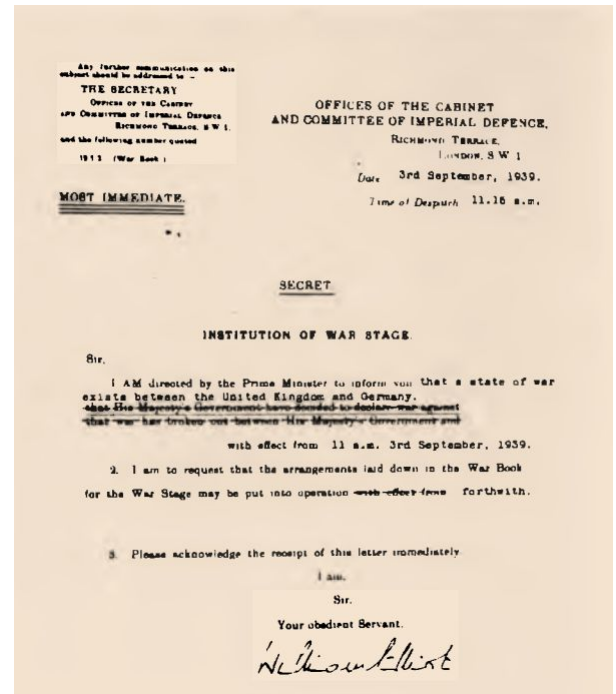 Any further communication on this
subject should be addressed to –
THE SECRETARY
OFFICES OF THE CABINET
AND COMMITTEE OF IMPERIAL DEFENCE
RICHMOND TERRACE, S W 1.
and the following number quoted
1913 (War Book)
OFFICES OF THE CABINET
AND COMMITTEE OF IMPERIAL DEFENCE,
RICHMOND TERRACE,
LONDON, S W 1
Date 3rd September, 1939.
MOST IMMEDIATE.
Time of Despatch 11.15 a.m.
SECRET
INSTITUTION OF WAR STAGE.
Sir,
I AM directed by the Prime Minister to inform you that a state of war
exists between the United Kingdom and Germany.
that His Majesty's Government have decided to declare war against
that war has broken out between His Majesty's Government and
with effect from 11 a.m. 3rd September, 1939.
2. I am to request that the arrangements laid down in the War Book
for the War Stage may be put into operation with effect from forthwith.
3. Please acknowledge the receipt of this letter immediately
I am,
Sir,
Your obedient Servant.
William Elliot